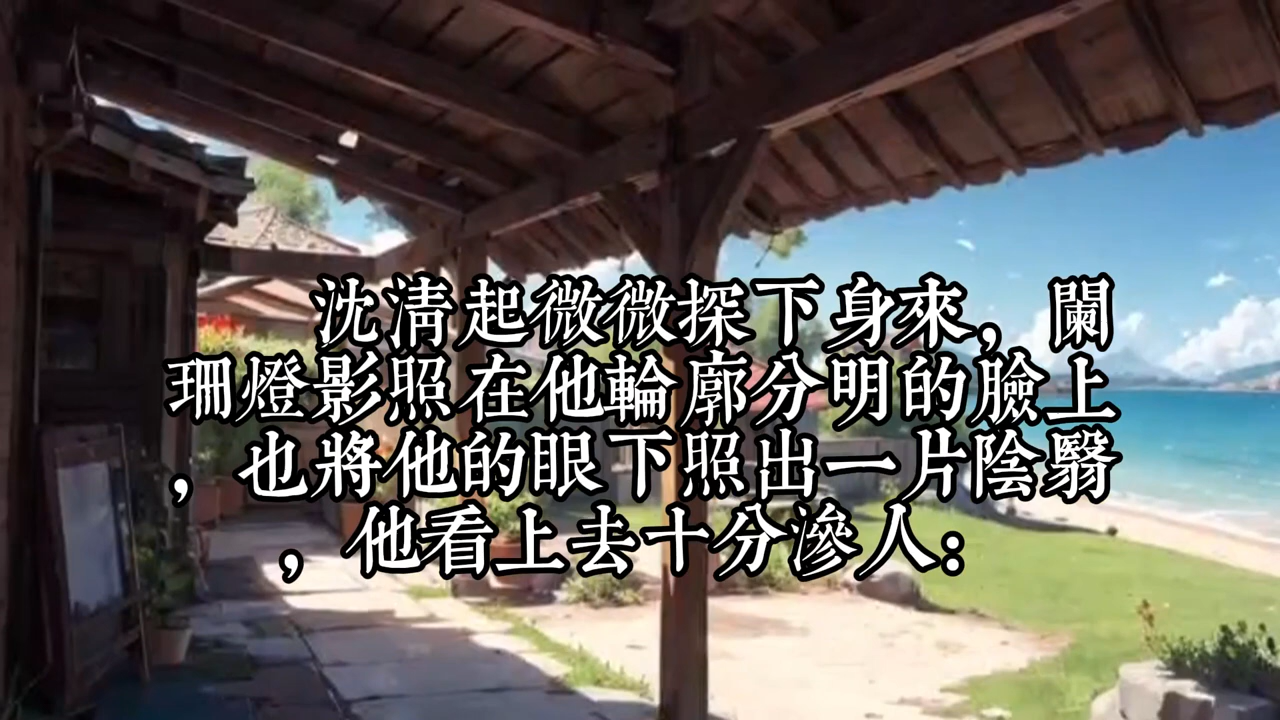 沈清起微微探下身來，闌
珊燈影照在他輪廓分明的臉上
，也將他的眼下照出一片陰翳
，他看上去十分滲人：